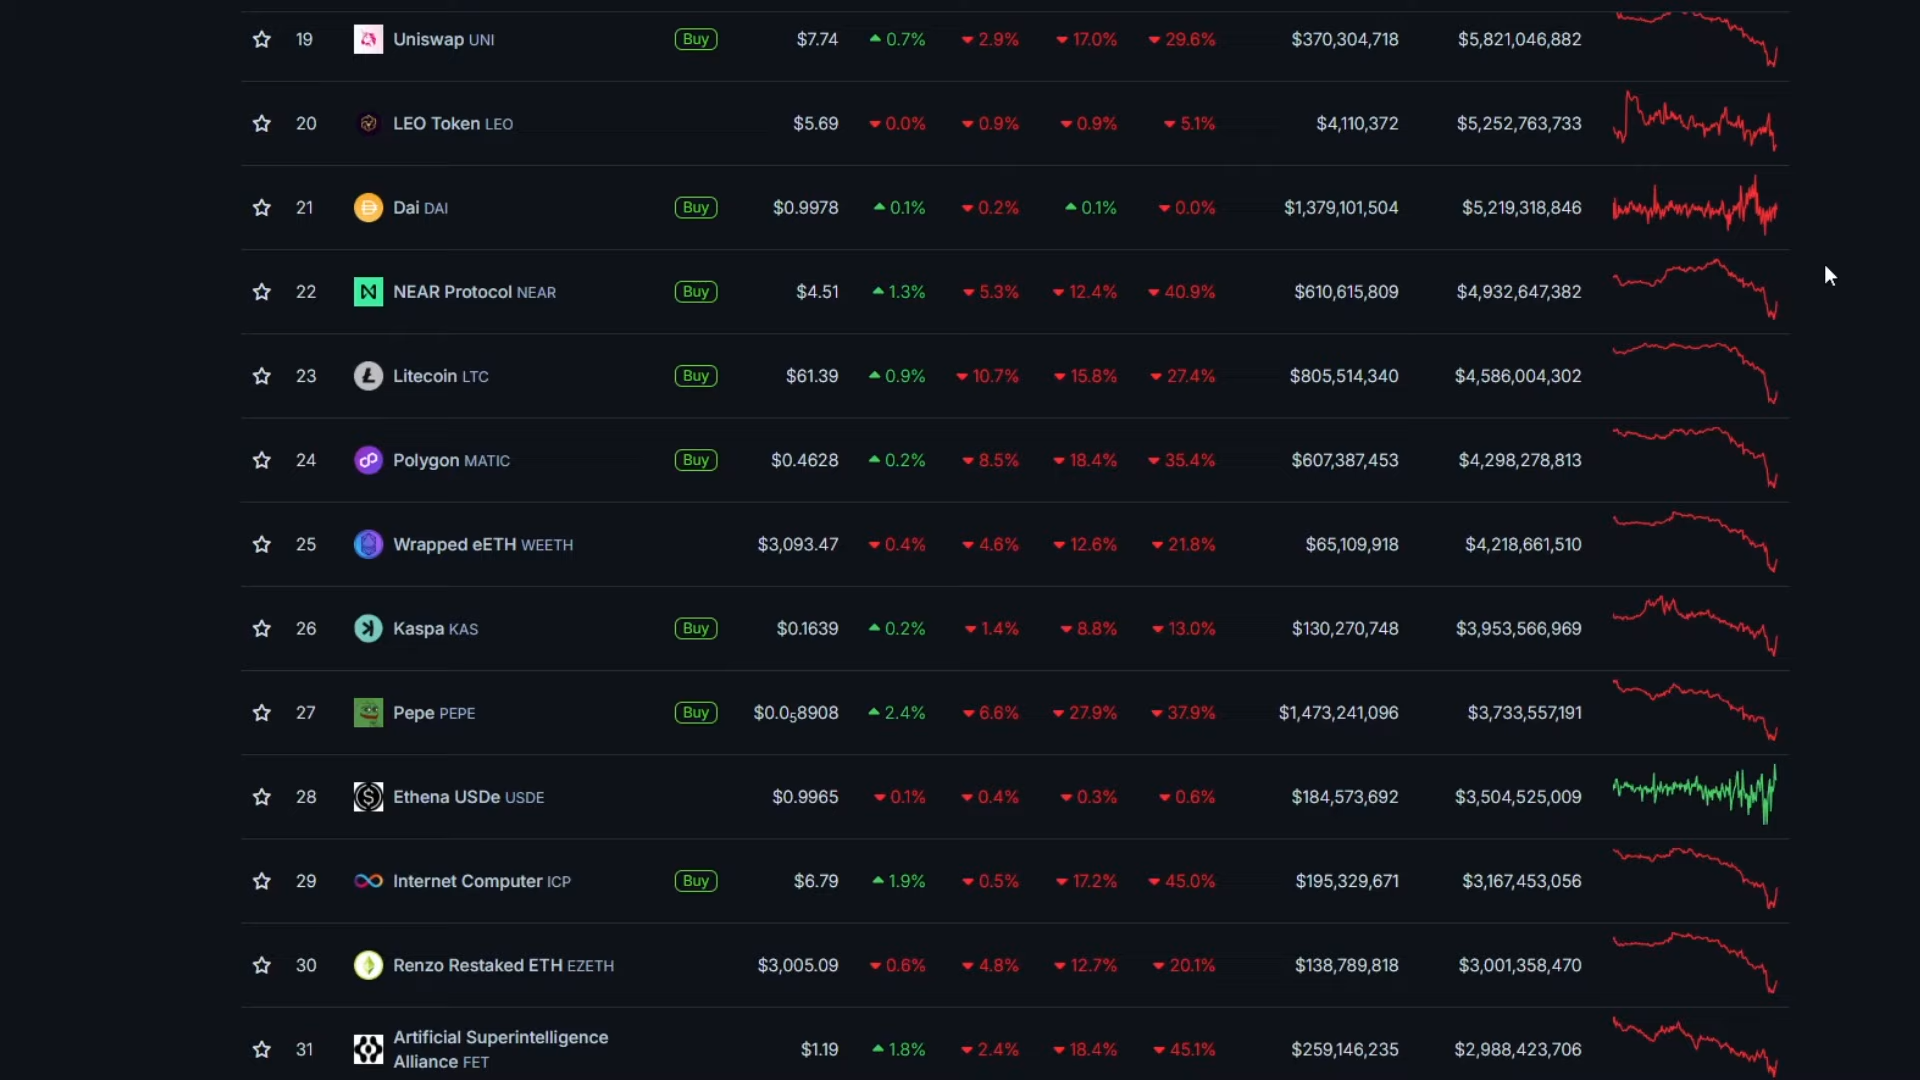 19 Uniswap UNI Buy $7.74 0.7% 2.9% 17.0% 29.6% $370,304,718 $5,821,046,882
20 LEO Token LEO $5.69 0.0% 0.9% 0.9% 5.1% $4,110,372 $5,252,763,733
21 Dai DAI Buy $0.9978 0.1% 0.2% 0.1% 0.0% $1,379,101,504 $5,219,318,846
22 NEAR Protocol NEAR Buy $4.51 1.3% 5.3% 12.4% 40.9% $610,615,809 $4,932,647,382
23 Litecoin LTC Buy $61.39 0.9% 10.7% 15.8% 27.4% $805,514,340 $4,586,004,302
24 Polygon MATIC Buy $0.4628 0.2% 8.5% 18.4% 35.4% $607,387,453 $4,298,278,813
25 Wrapped eETH WEETH $3,093.47 0.4% 4.6% 12.6% 21.8% $65,109,918 $4,218,661,510
26 Kaspa KAS Buy $0.1639 0.2% 1.4% 8.8% 13.0% $130,270,748 $3,953,566,969
27 Pepe PEPE Buy $0.0₅8908 2.4% 6.6% 27.9% 37.9% $1,473,241,096 $3,733,557,191
28 Ethena USDe USDE $0.9965 0.1% 0.4% 0.3% 0.6% $184,573,692 $3,504,525,009
29 Internet Computer ICP Buy $6.79 1.9% 0.5% 17.2% 45.0% $195,329,671 $3,167,453,056
30 Renzo Restaked ETH EZETH $3,005.09 0.6% 4.8% 12.7% 20.1% $138,789,818 $3,001,358,470
31 Artificial Superintelligence
Alliance FET $1.19 1.8% 2.4% 18.4% 45.1% $259,146,235 $2,988,423,706